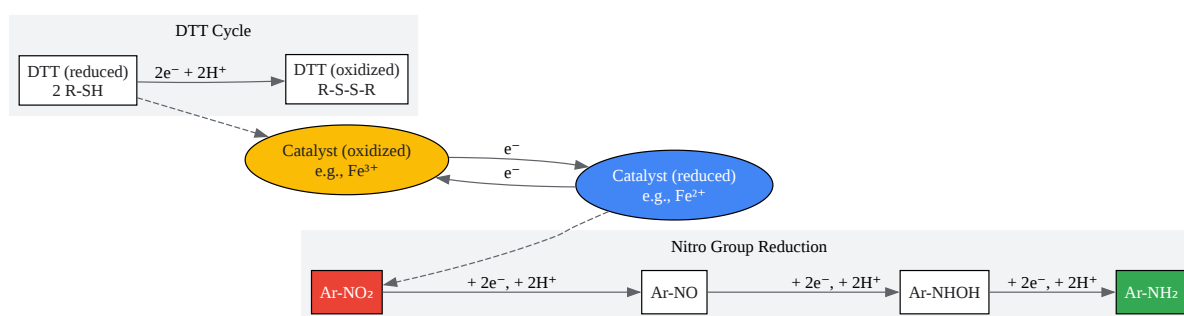 DTT Cycle
DTT (reduced)
2 R-SH
2e⁻ + 2H⁺
DTT (oxidized)
R-S-S-R
Catalyst (oxidized)
e.g., Fe³⁺
e⁻
e⁻
Catalyst (reduced)
e.g., Fe²⁺
Nitro Group Reduction
Ar-NO₂
+ 2e⁻, + 2H⁺
Ar-NO
+ 2e⁻, + 2H⁺
Ar-NHOH
+ 2e⁻, + 2H⁺
Ar-NH₂